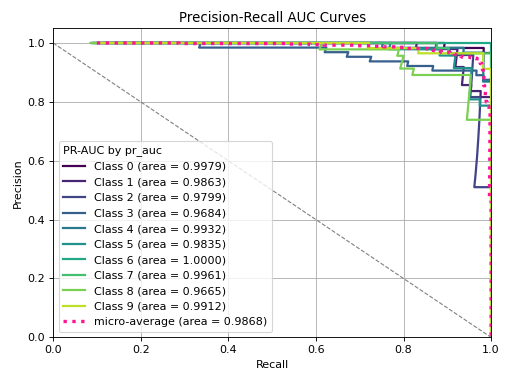 Precision-Recall AUC Curves
1.0
0.8
0.6
0.4
0.2
0.0
Precision
PR-AUC by pr_auc
Class 0 (area = 0.9979)
Class 1 (area = 0.9863)
Class 2 (area = 0.9799)
Class 3 (area = 0.9684)
Class 4 (area = 0.9932)
Class 5 (area = 0.9835)
Class 6 (area = 1.0000)
Class 7 (area = 0.9961)
Class 8 (area = 0.9665)
Class 9 (area = 0.9912)
micro-average (area = 0.9868)
0.0 0.2 0.4 0.6 0.8 1.0
Recall